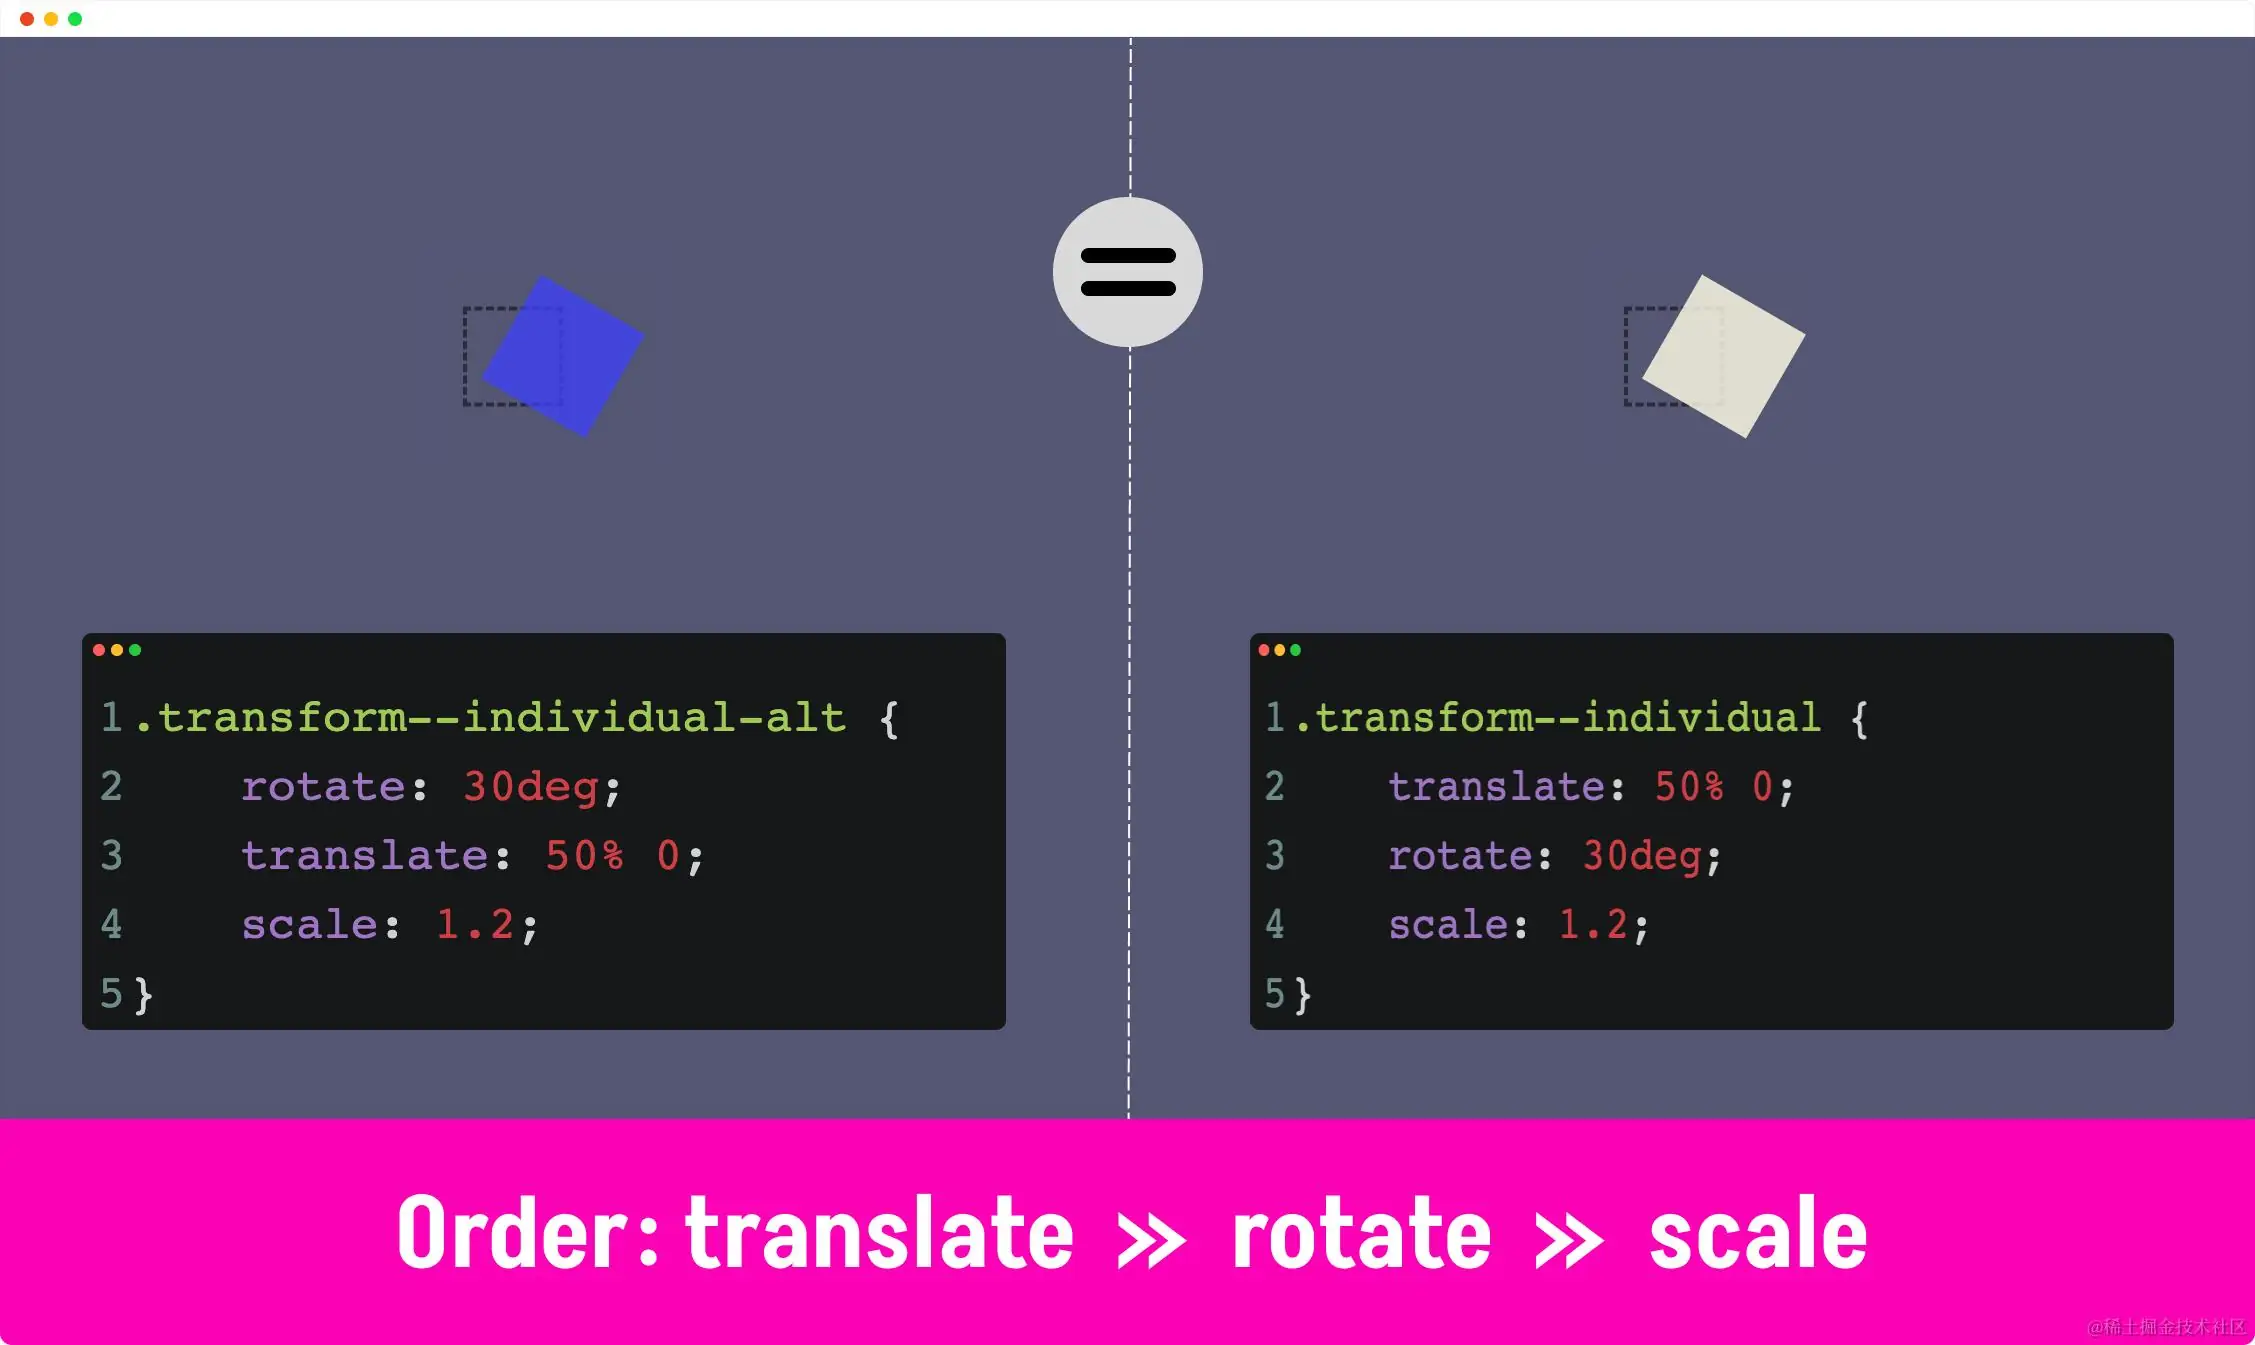 1 .transform--individual-alt {
2 rotate: 30deg;
3 translate: 50% 0;
4 scale: 1.2;
5 }
1 .transform--individual {
2 translate: 50% 0;
3 rotate: 30deg;
4 scale: 1.2;
5 }
Order: translate >> rotate >> scale
@稀土掘金技术社区